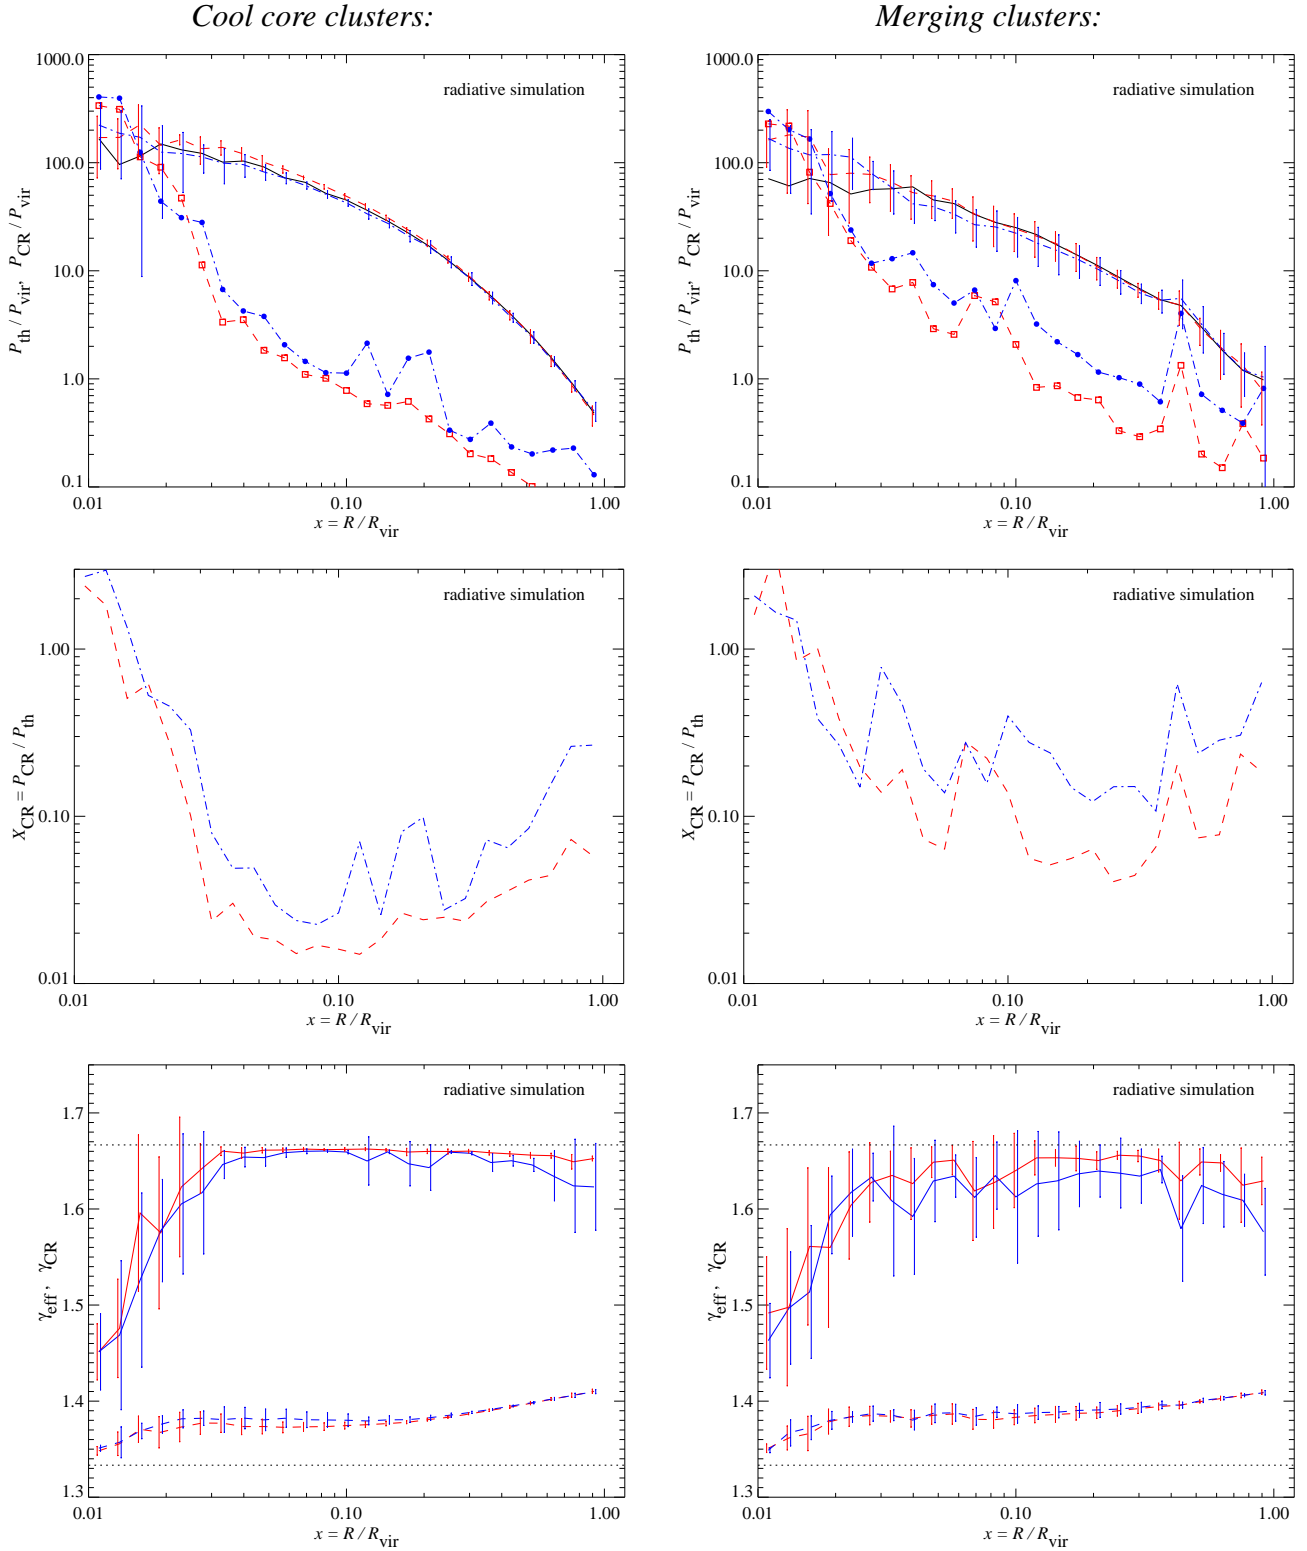 Cool core clusters:
Merging clusters:
radiative simulation
1000.0
100.0
10.0
1.0
0.1
P_th / P_vir, P_CR / P_vir
0.01
0.10
1.00
x = R / R_vir
radiative simulation
1000.0
100.0
10.0
1.0
0.1
P_th / P_vir, P_CR / P_vir
0.01
0.10
1.00
x = R / R_vir
radiative simulation
1.00
0.10
0.01
X_CR = P_CR / P_th
0.01
0.10
1.00
x = R / R_vir
radiative simulation
1.00
0.10
0.01
X_CR = P_CR / P_th
0.01
0.10
1.00
x = R / R_vir
radiative simulation
1.7
1.6
1.5
1.4
1.3
γ_eff , γ_CR
0.01
0.10
1.00
x = R / R_vir
radiative simulation
1.7
1.6
1.5
1.4
1.3
γ_eff , γ_CR
0.01
0.10
1.00
x = R / R_vir